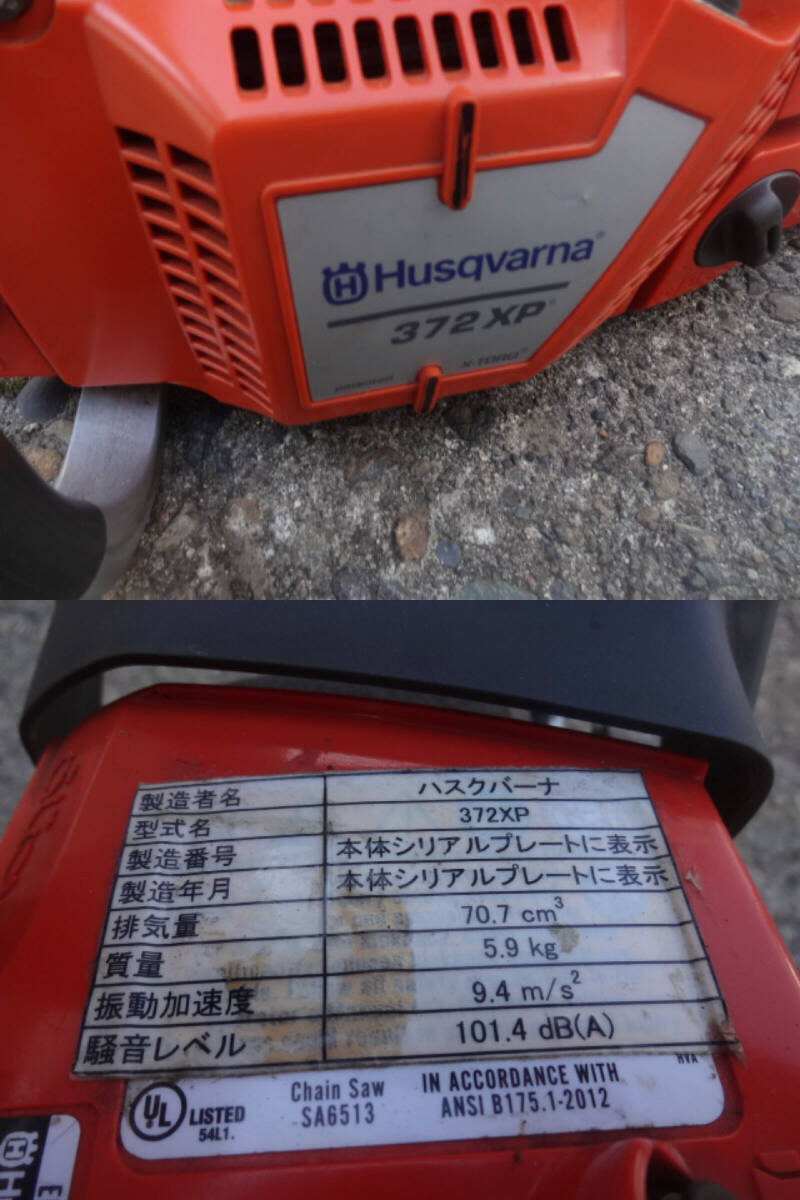 Husqvarna
372 XP
X-TORQ
製造者名 ハスクバーナ
型式名 372XP
製造番号 本体シリアルプレートに表示
製造年月 本体シリアルプレートに表示
排気量 70.7 cm³
質量 5.9 kg
振動加速度 9.4 m/s²
騒音レベル 101.4 dB(A)
HVA
UL LISTED 54L1.
Chain Saw SA6513
IN ACCORDANCE WITH
ANSI B175.1-2012
H